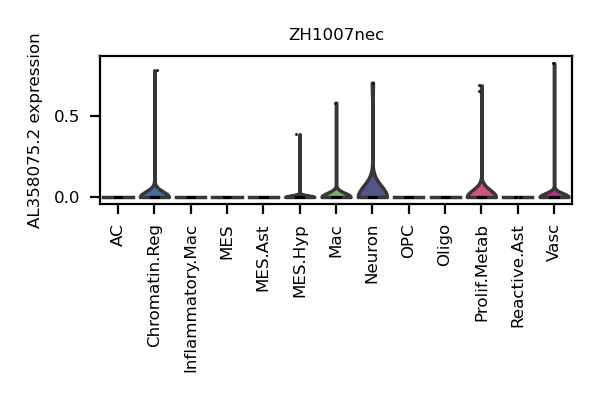 ZH1007nec
AL358075.2 expression
0.5
0.0
AC
Chromatin.Reg
Inflammatory.Mac
MES
MES.Ast
MES.Hyp
Mac
Neuron
OPC
Oligo
Prolif.Metab
Reactive.Ast
Vasc